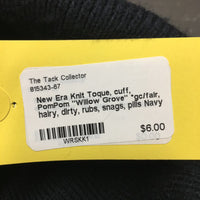 The Tack Collector
815343-87
New Era Knit Toque, cuff,
PomPom "Willow Grove" *gc/fair,
hairy, dirty, rubs, snags, pills Navy
$6.00
WRSKK1